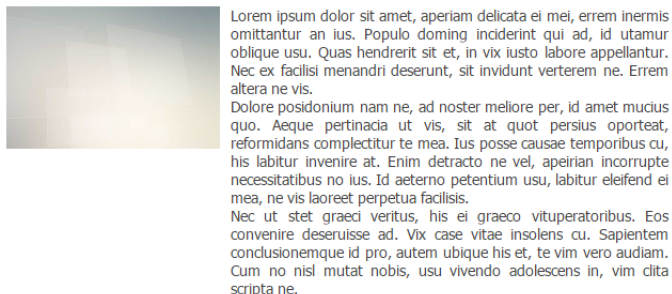 Lorem ipsum dolor sit amet, aperiam delicata ei mei, errem inermis
omittantur an ius. Populo doming inciderint qui ad, id utamur
oblique usu. Quas hendrerit sit et, in vix iusto labore appellantur.
Nec ex facilisi menandri deserunt, sit invidunt verterem ne. Errem
altera ne vis.
Dolore posidonium nam ne, ad noster meliore per, id amet mucius
quo. Aeque pertinacia ut vis, sit at quot persius oporteat,
reformidans complectitur te mea. Ius posse causae temporibus cu,
his labitur invenire at. Enim detracto ne vel, apeirian incorrupte
necessitatibus no ius. Id aeterno petentium usu, labitur eleifend ei
mea, ne vis laoreet perpetua facilisis.
Nec ut stet graeci veritus, his ei graeco vituperatoribus. Eos
convenire deseruisse ad. Vix case vitae insolens cu. Sapientem
conclusionemque id pro, autem ubique his et, te vim vero audiam.
Cum no nisl mutat nobis, usu vivendo adolescens in, vim clita
scripta ne.